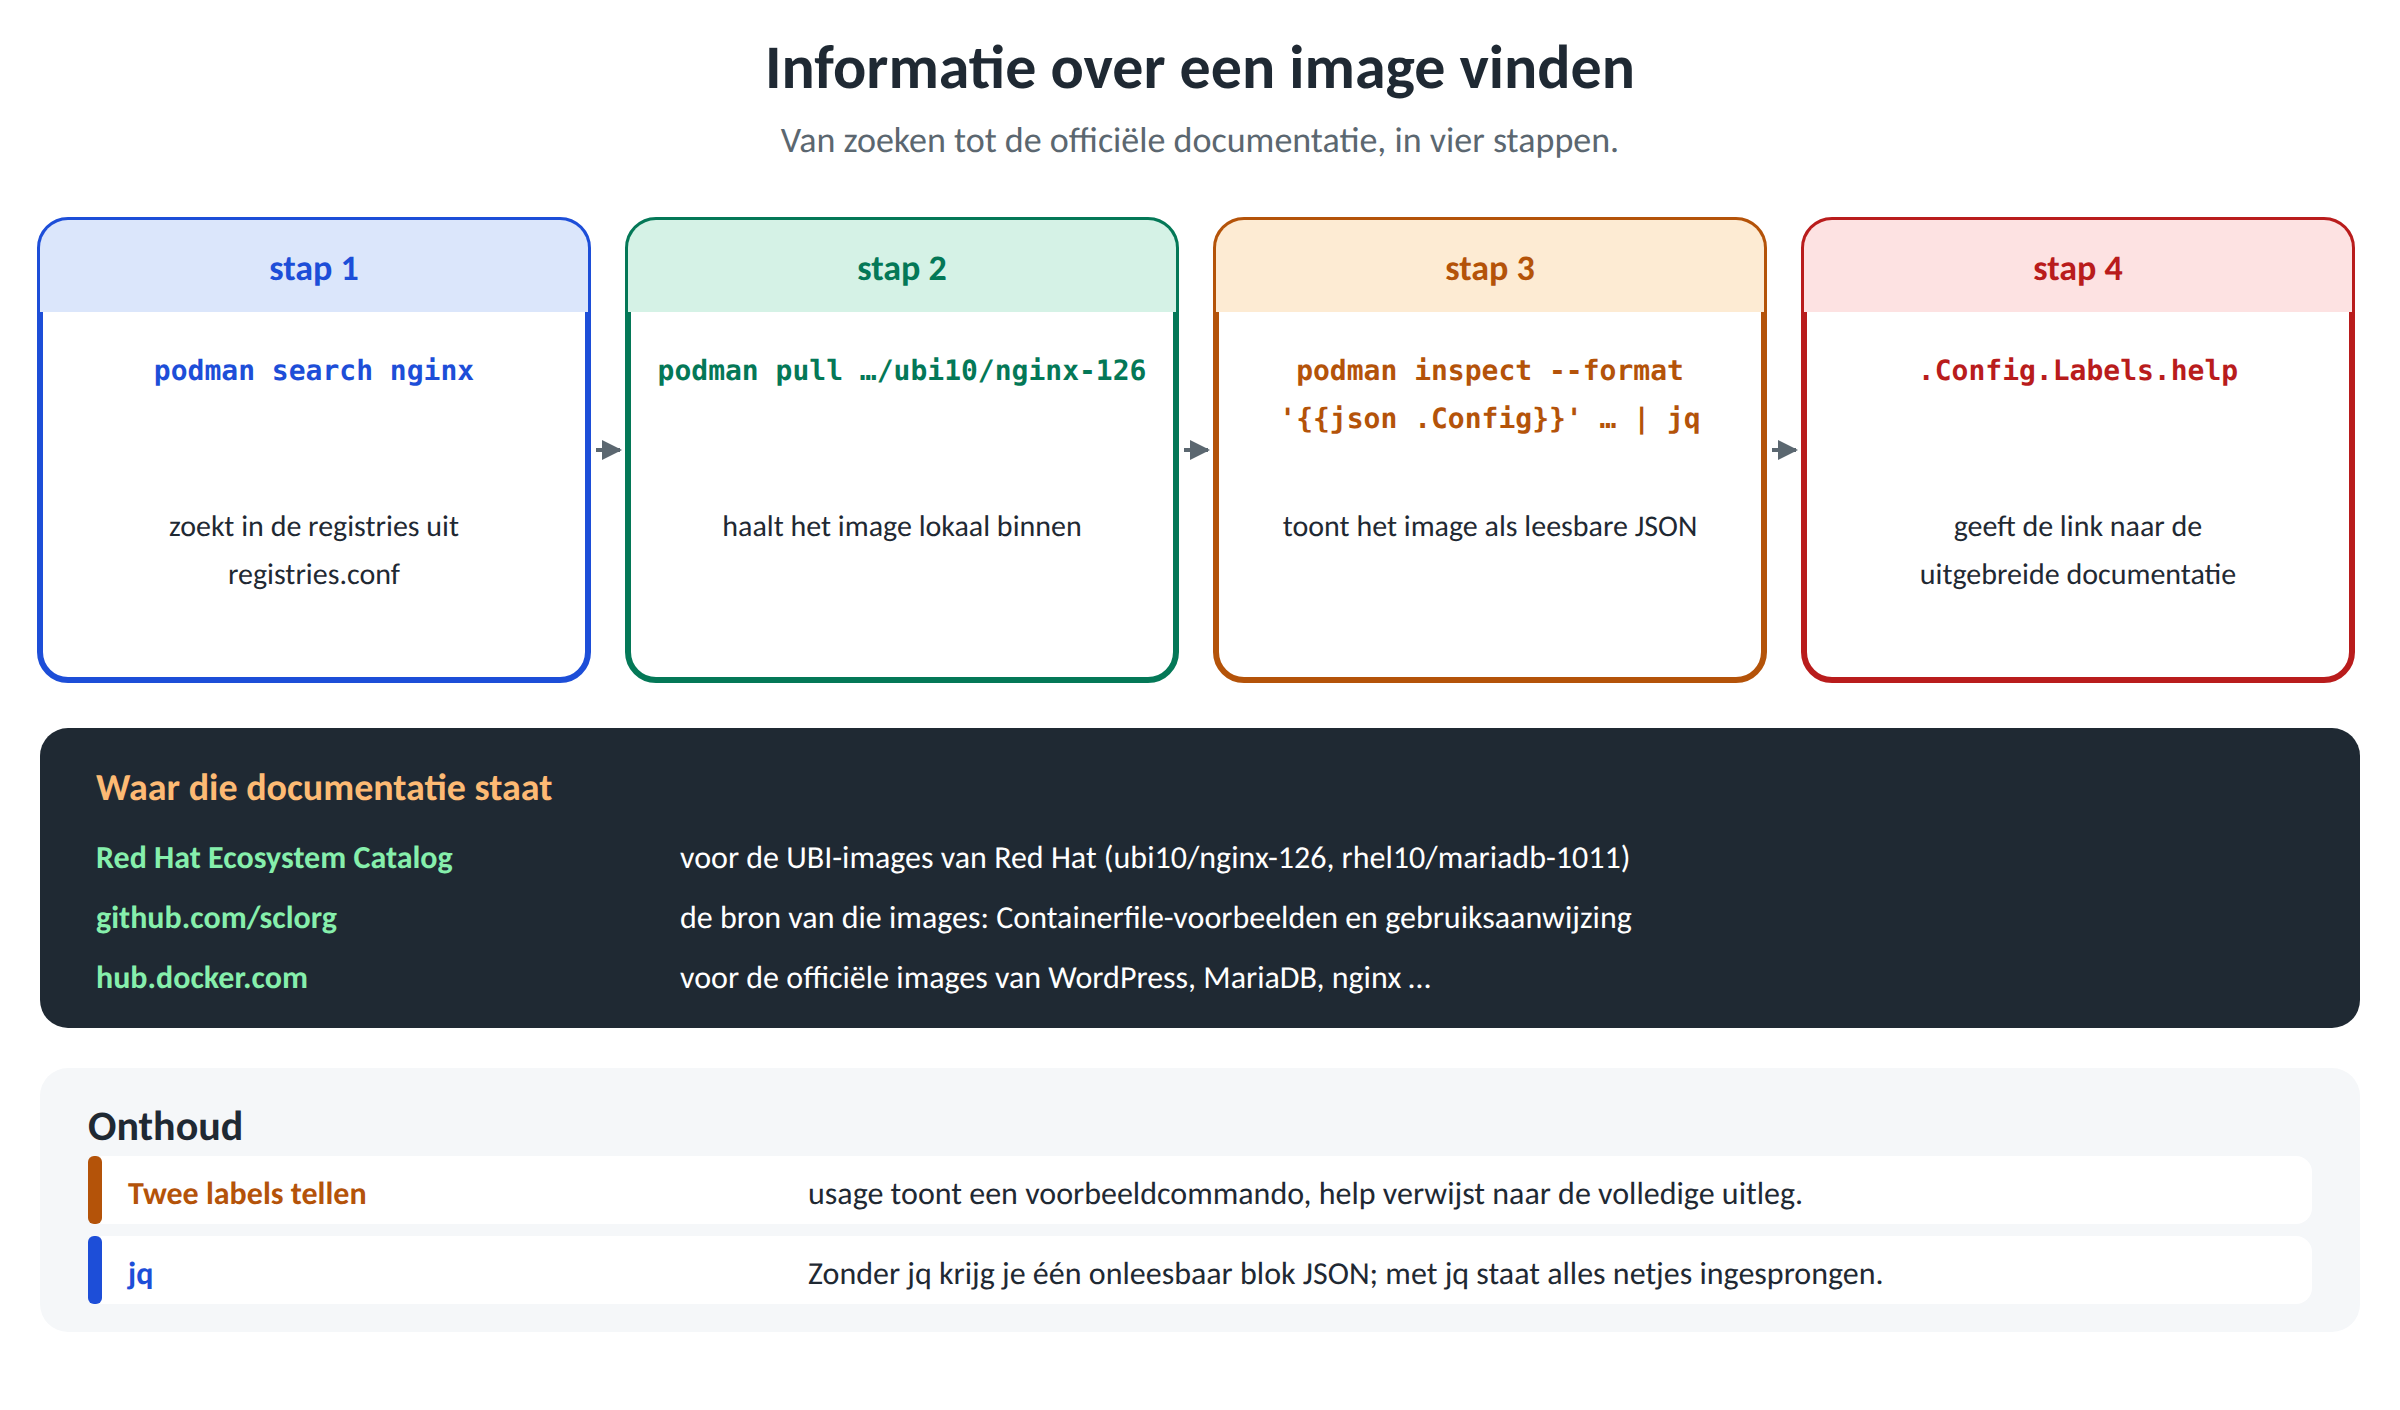 Informatie over een image vinden
Van zoeken tot de officiële documentatie, in vier stappen.
stap 1
podman search nginx
zoekt in de registries uit
registries.conf
stap 2
podman pull …/ubi10/nginx-126
haalt het image lokaal binnen
stap 3
podman inspect --format
'{{json .Config}}' … | jq
toont het image als leesbare JSON
stap 4
.Config.Labels.help
geeft de link naar de
uitgebreide documentatie
Waar die documentatie staat
Red Hat Ecosystem Catalog voor de UBI-images van Red Hat (ubi10/nginx-126, rhel10/mariadb-1011)
github.com/sclorg de bron van die images: Containerfile-voorbeelden en gebruiksaanwijzing
hub.docker.com voor de officiële images van WordPress, MariaDB, nginx …
Onthoud
Twee labels tellen usage toont een voorbeeldcommando, help verwijst naar de volledige uitleg.
jq Zonder jq krijg je één onleesbaar blok JSON; met jq staat alles netjes ingesprongen.